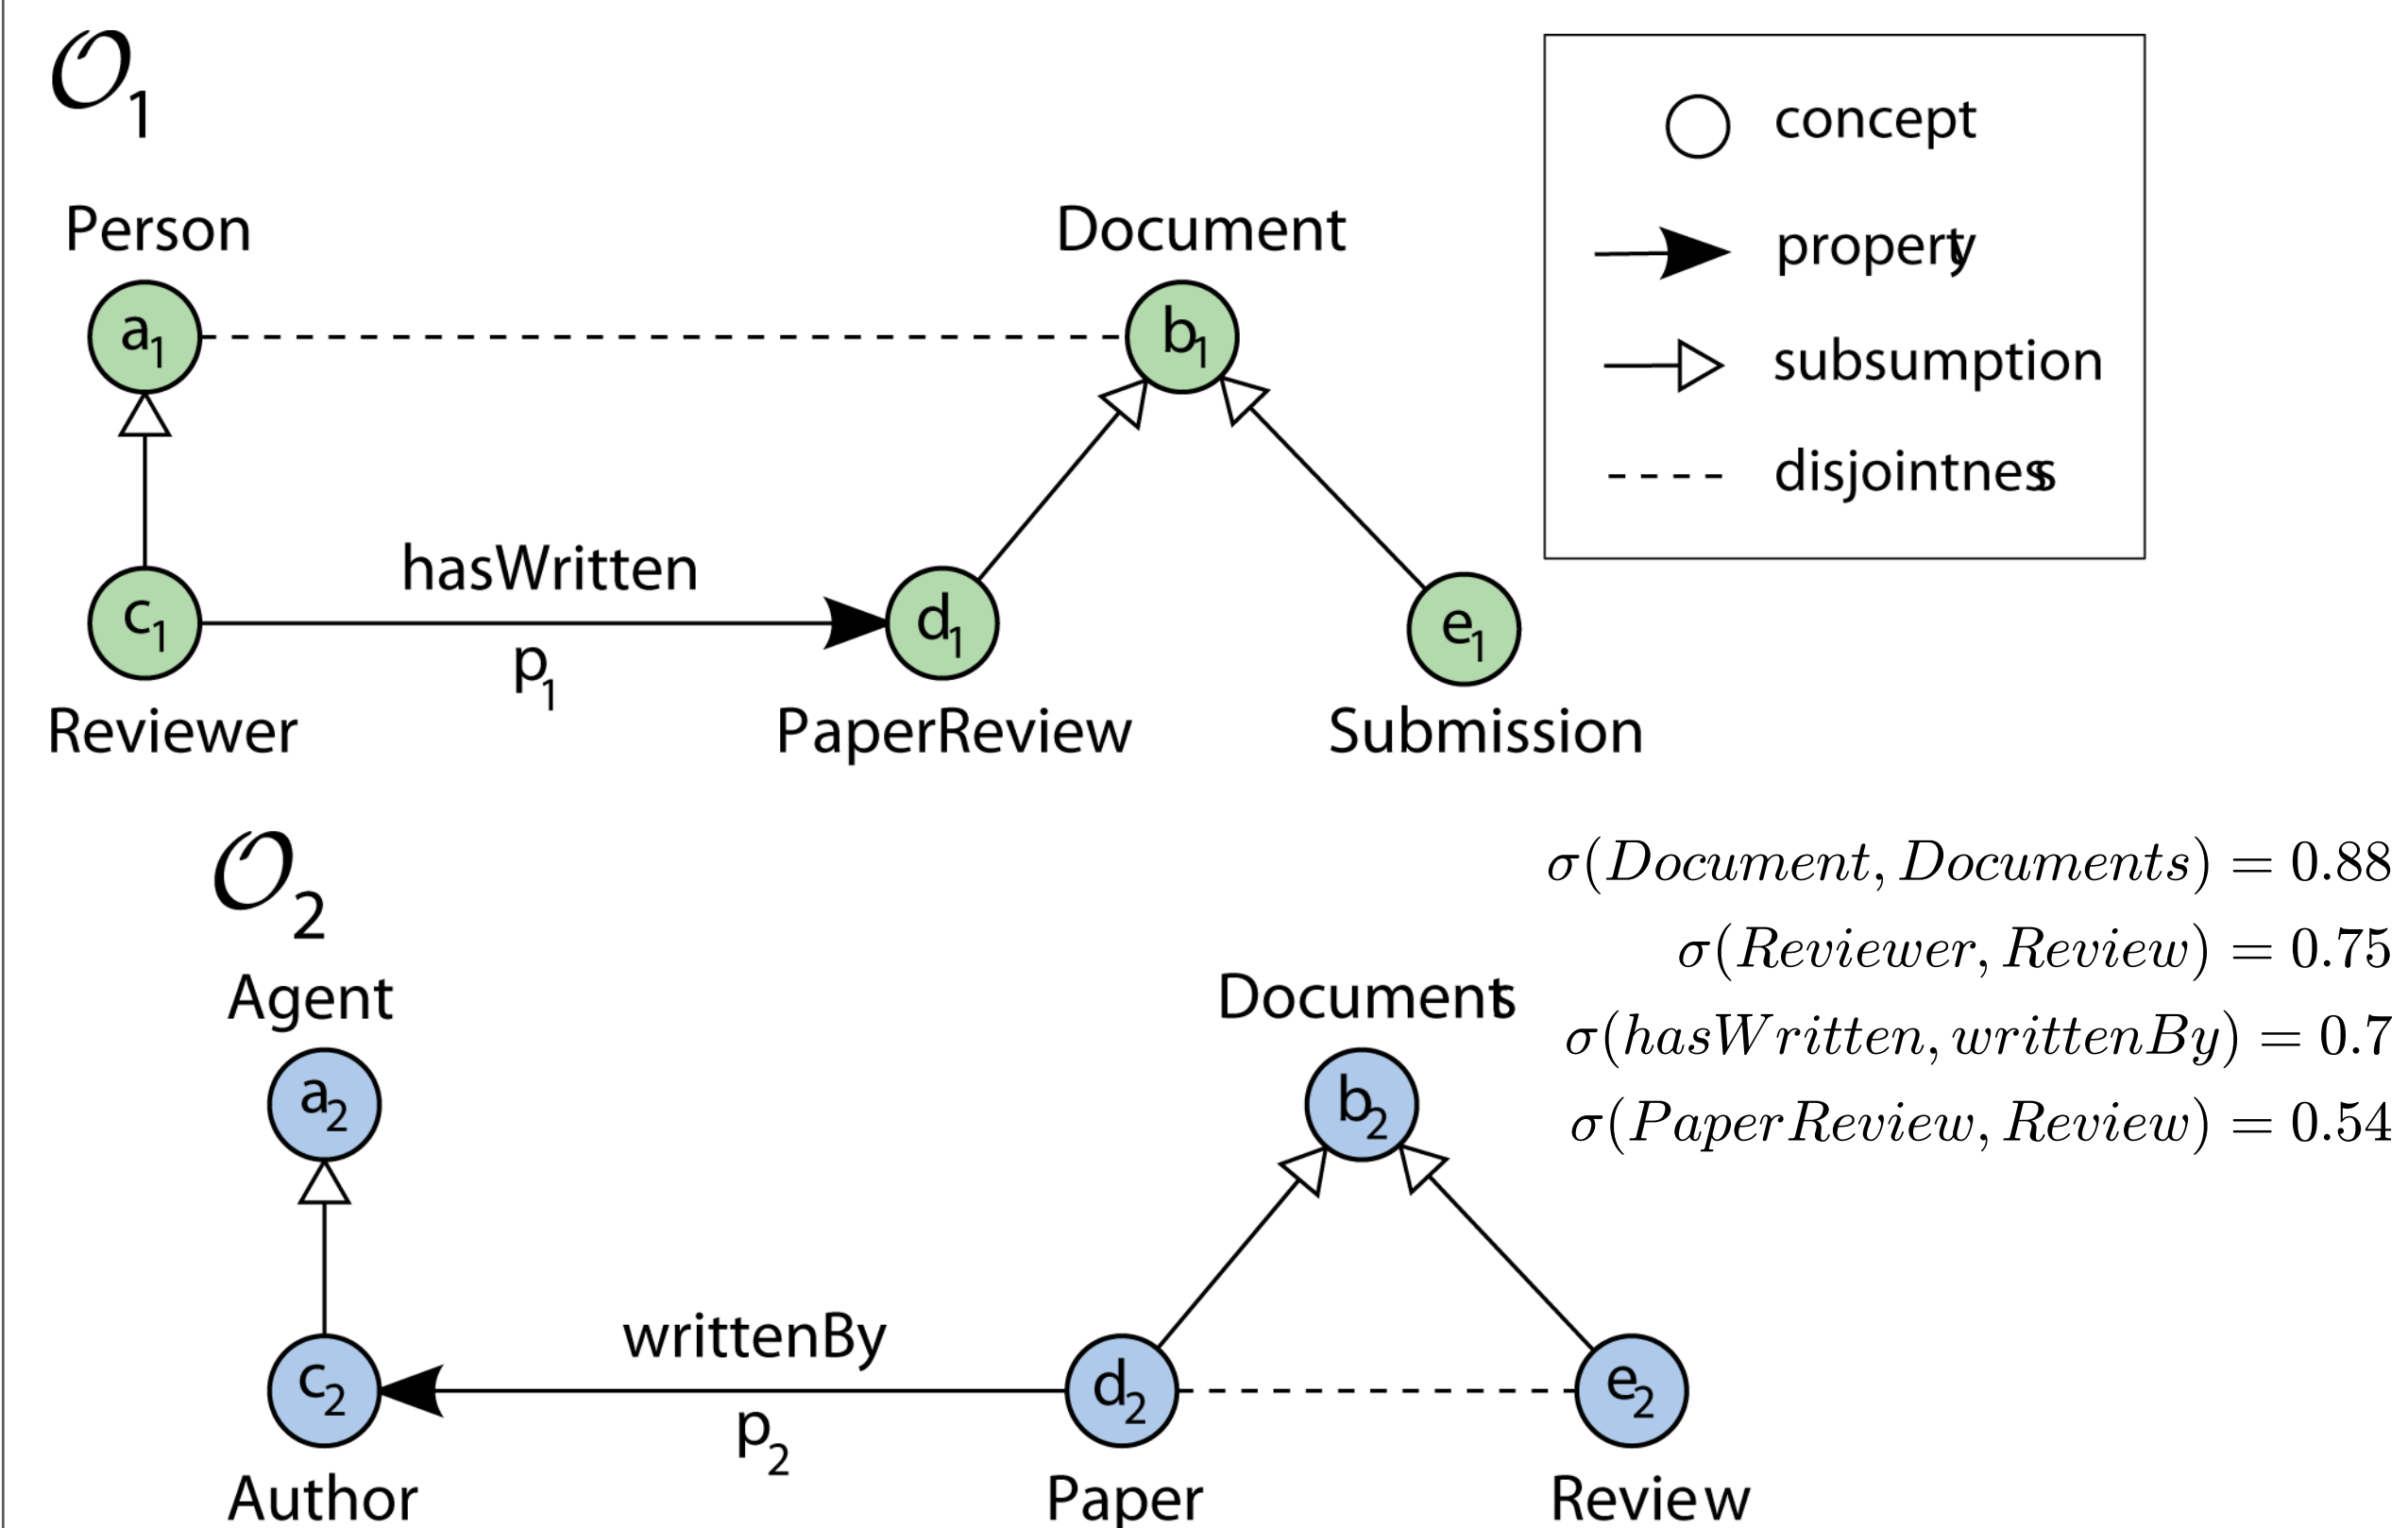 𝒪1
Person
Document
a1
b1
hasWritten
c1
d1
e1
p1
Reviewer
PaperReview
Submission
concept
property
subsumption
disjointness
𝒪2
Agent
Documents
a2
b2
writtenBy
c2
d2
e2
p2
Author
Paper
Review
σ(Document, Documents) = 0.88
σ(Reviewer, Review) = 0.75
σ(hasWritten, writtenBy) = 0.7
σ(PaperReview, Review) = 0.54